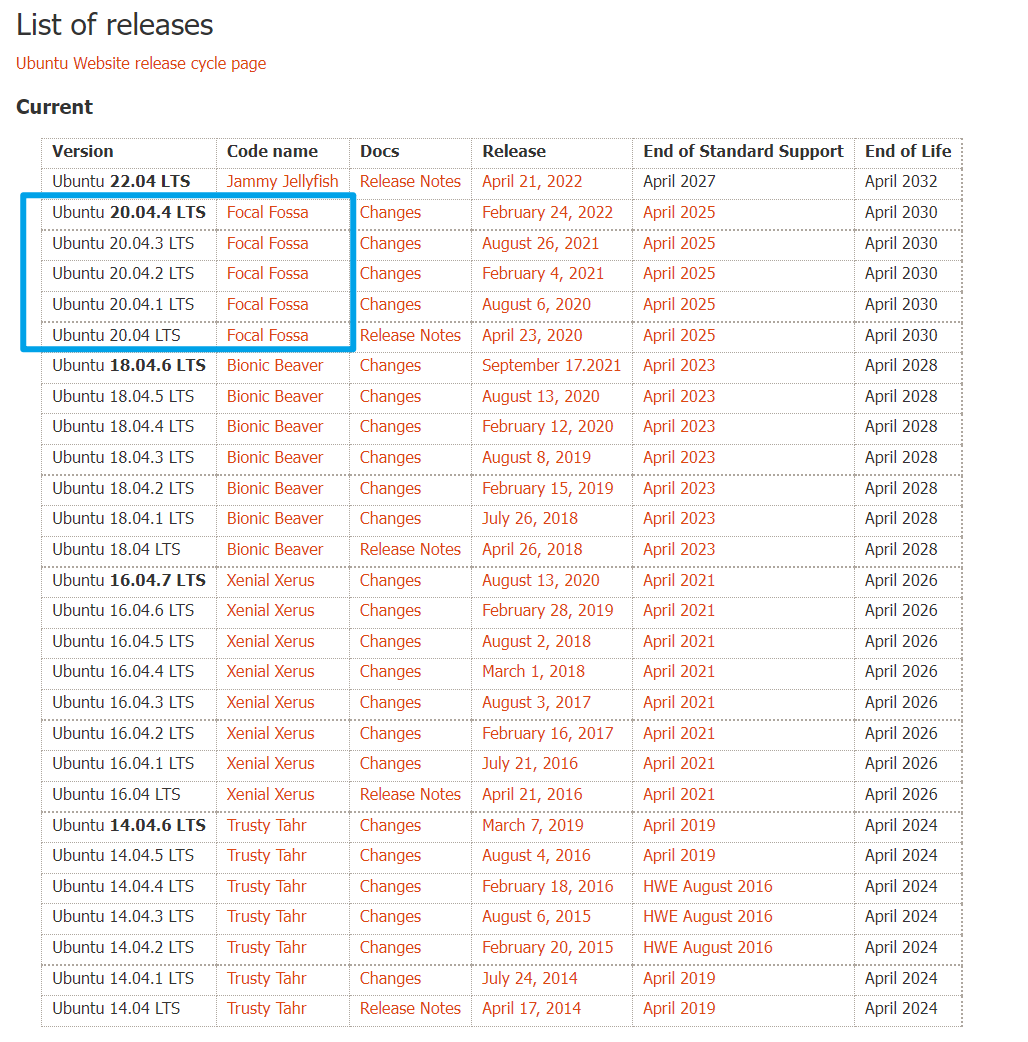 List of releases
Ubuntu Website release cycle page
Current
Version Code name Docs Release End of Standard Support End of Life
Ubuntu 22.04 LTS Jammy Jellyfish Release Notes April 21, 2022 April 2027 April 2032
Ubuntu 20.04.4 LTS Focal Fossa Changes February 24, 2022 April 2025 April 2030
Ubuntu 20.04.3 LTS Focal Fossa Changes August 26, 2021 April 2025 April 2030
Ubuntu 20.04.2 LTS Focal Fossa Changes February 4, 2021 April 2025 April 2030
Ubuntu 20.04.1 LTS Focal Fossa Changes August 6, 2020 April 2025 April 2030
Ubuntu 20.04 LTS Focal Fossa Release Notes April 23, 2020 April 2025 April 2030
Ubuntu 18.04.6 LTS Bionic Beaver Changes September 17.2021 April 2023 April 2028
Ubuntu 18.04.5 LTS Bionic Beaver Changes August 13, 2020 April 2023 April 2028
Ubuntu 18.04.4 LTS Bionic Beaver Changes February 12, 2020 April 2023 April 2028
Ubuntu 18.04.3 LTS Bionic Beaver Changes August 8, 2019 April 2023 April 2028
Ubuntu 18.04.2 LTS Bionic Beaver Changes February 15, 2019 April 2023 April 2028
Ubuntu 18.04.1 LTS Bionic Beaver Changes July 26, 2018 April 2023 April 2028
Ubuntu 18.04 LTS Bionic Beaver Release Notes April 26, 2018 April 2023 April 2028
Ubuntu 16.04.7 LTS Xenial Xerus Changes August 13, 2020 April 2021 April 2026
Ubuntu 16.04.6 LTS Xenial Xerus Changes February 28, 2019 April 2021 April 2026
Ubuntu 16.04.5 LTS Xenial Xerus Changes August 2, 2018 April 2021 April 2026
Ubuntu 16.04.4 LTS Xenial Xerus Changes March 1, 2018 April 2021 April 2026
Ubuntu 16.04.3 LTS Xenial Xerus Changes August 3, 2017 April 2021 April 2026
Ubuntu 16.04.2 LTS Xenial Xerus Changes February 16, 2017 April 2021 April 2026
Ubuntu 16.04.1 LTS Xenial Xerus Changes July 21, 2016 April 2021 April 2026
Ubuntu 16.04 LTS Xenial Xerus Release Notes April 21, 2016 April 2021 April 2026
Ubuntu 14.04.6 LTS Trusty Tahr Changes March 7, 2019 April 2019 April 2024
Ubuntu 14.04.5 LTS Trusty Tahr Changes August 4, 2016 April 2019 April 2024
Ubuntu 14.04.4 LTS Trusty Tahr Changes February 18, 2016 HWE August 2016 April 2024
Ubuntu 14.04.3 LTS Trusty Tahr Changes August 6, 2015 HWE August 2016 April 2024
Ubuntu 14.04.2 LTS Trusty Tahr Changes February 20, 2015 HWE August 2016 April 2024
Ubuntu 14.04.1 LTS Trusty Tahr Changes July 24, 2014 April 2019 April 2024
Ubuntu 14.04 LTS Trusty Tahr Release Notes April 17, 2014 April 2019 April 2024